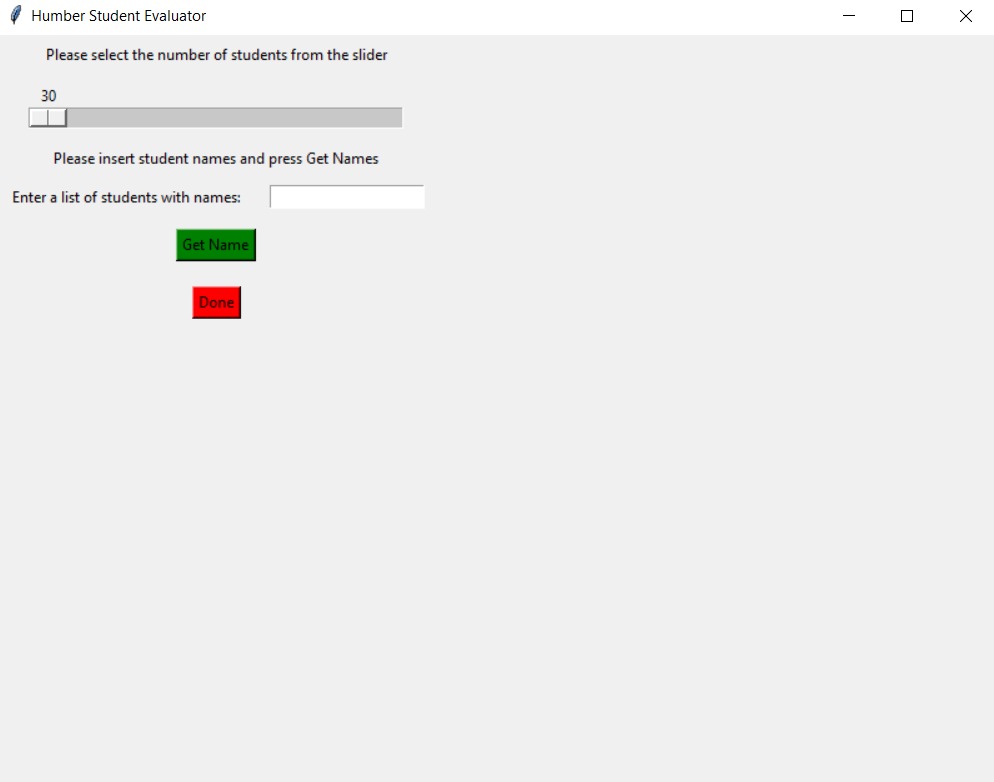 Humber Student Evaluator
Please select the number of students from the slider
30
Please insert student names and press Get Names
Enter a list of students with names:
Get Name
Done